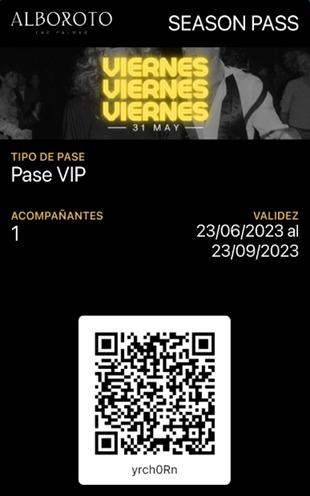 ALBOROTO
LAS PALMAS
SEASON PASS
VIERNES
VIERNES
VIERNES
31 MAY
TIPO DE PASE
Pase VIP
ACOMPAÑANTES
1
VALIDEZ
23/06/2023 al
23/09/2023
yrch0Rn